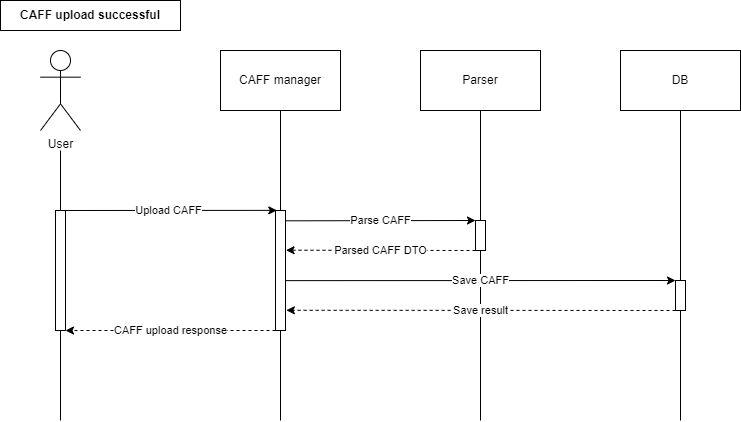 CAFF upload successful
CAFF manager
Parser
DB
User
Upload CAFF
Parse CAFF
Parsed CAFF DTO
Save CAFF
Save result
CAFF upload response